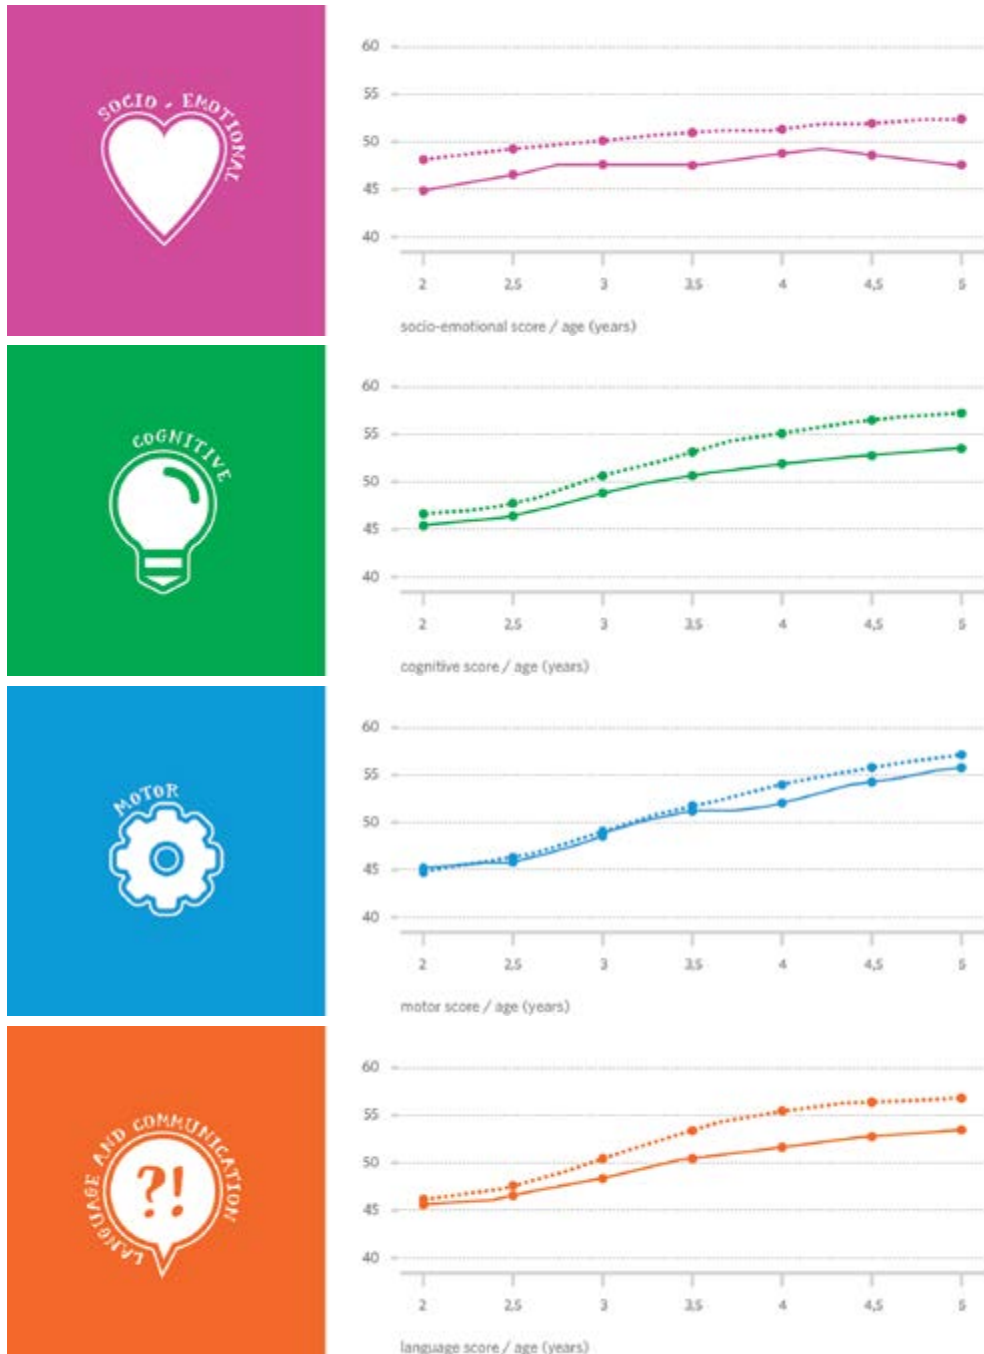 SOCIO - EMOTIONAL
60
55
50
45
40
2 2,5 3 3,5 4 4,5 5
socio-emotional score / age (years)
COGNITIVE
60
55
50
45
40
2 2,5 3 3,5 4 4,5 5
cognitive score / age (years)
MOTOR
60
55
50
45
40
2 2,5 3 3,5 4 4,5 5
motor score / age (years)
LANGUAGE AND COMMUNICATION
?!
60
55
50
45
40
2 2,5 3 3,5 4 4,5 5
language score / age (years)